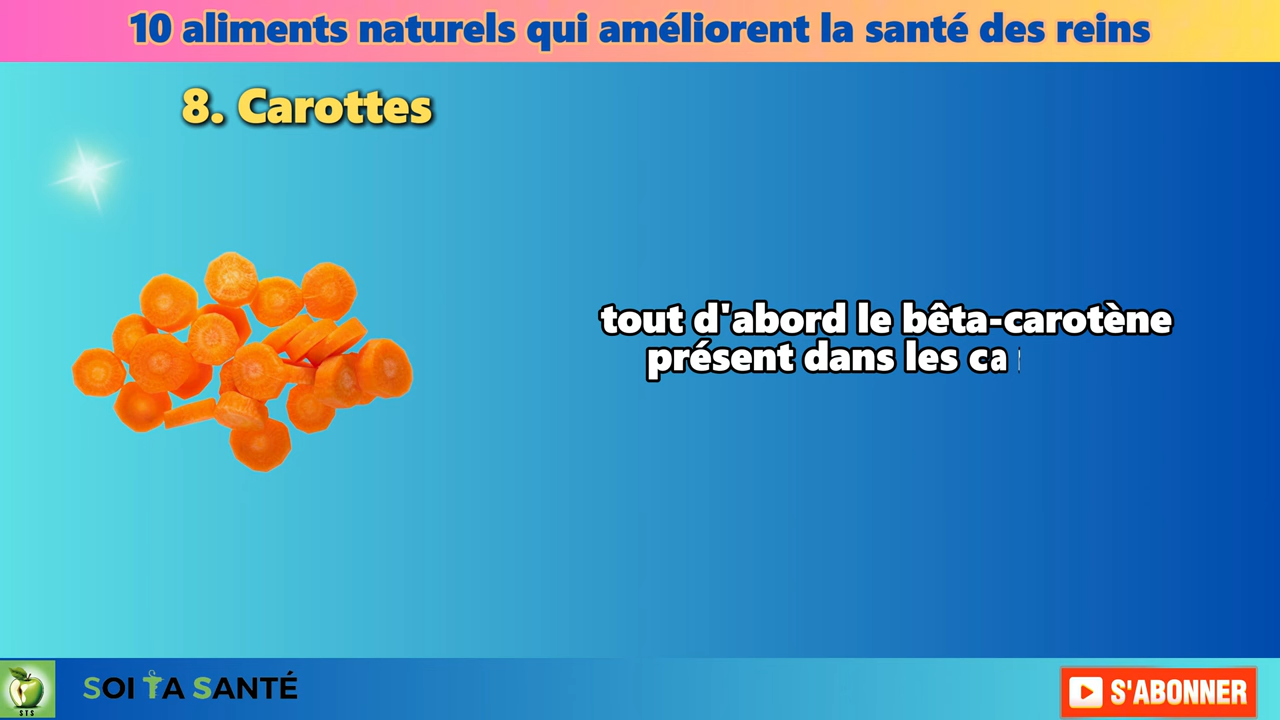 10 aliments naturels qui améliorent la santé des reins
8. Carottes
tout d'abord le bêta-carotène
présent dans les ca
STS
SOI TA SANTÉ
S'ABONNER